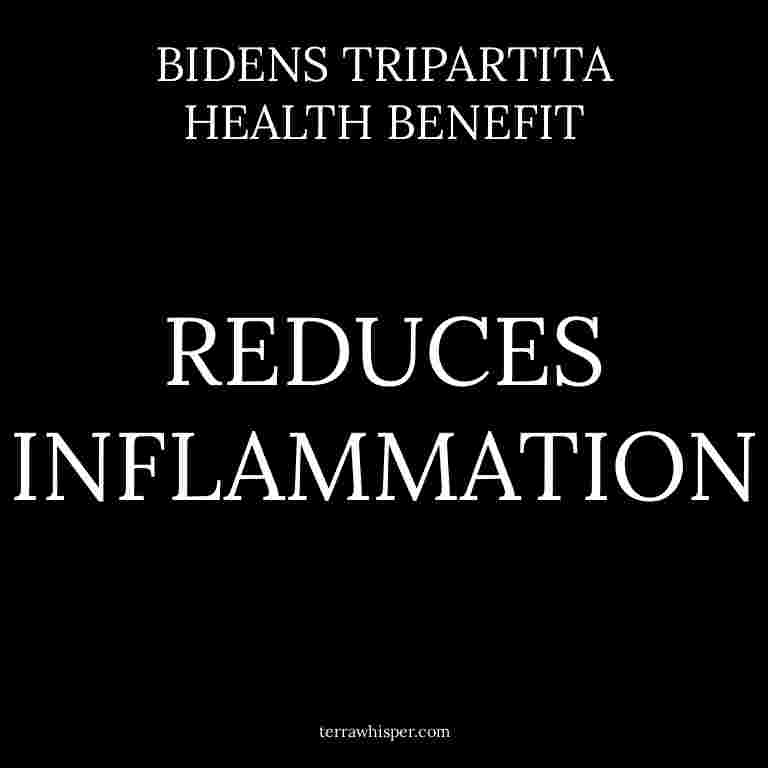 BIDENS TRIPARTITA
HEALTH BENEFIT
REDUCES
INFLAMMATION
terrawhisper.com